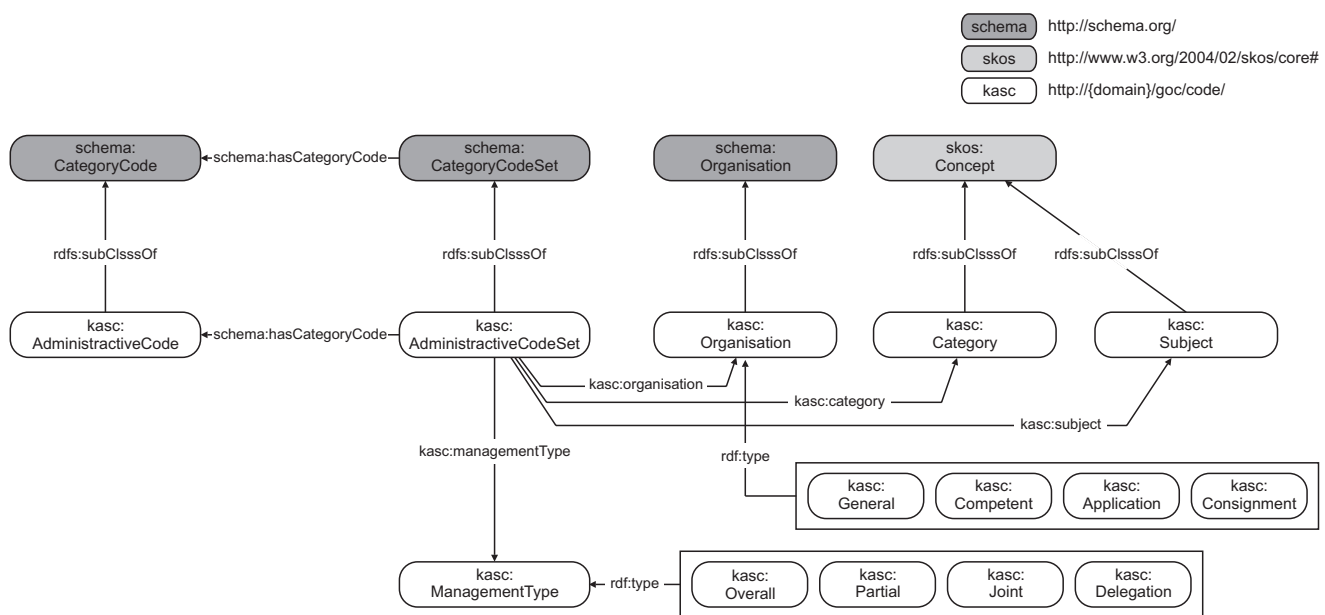 schema http://schema.org/
skos http://www.w3.org/2004/02/skos/core#
kasc http://{domain}/goc/code/
schema:
CategoryCode
schema:hasCategoryCode
schema:
CategoryCodeSet
schema:
Organisation
skos:
Concept
rdfs:subClsssOf
rdfs:subClsssOf
rdfs:subClsssOf
rdfs:subClsssOf
rdfs:subClsssOf
kasc:
AdministractiveCode
schema:hasCategoryCode
kasc:
AdministractiveCodeSet
kasc:
Organisation
kasc:
Category
kasc:
Subject
kasc:organisation
kasc:category
kasc:subject
kasc:managementType
rdf:type
kasc:
General
kasc:
Competent
kasc:
Application
kasc:
Consignment
kasc:
ManagementType
rdf:type
kasc:
Overall
kasc:
Partial
kasc:
Joint
kasc:
Delegation